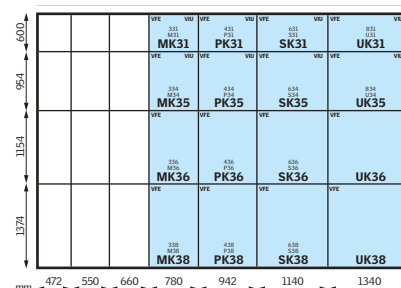 600
VFE VIU VFE VIU VFE VIU VFE VIU
331 431 631 831
M31 P31 S31 U31
MK31 PK31 SK31 UK31
954
VFE VIU VFE VIU VFE VIU VFE VIU
334 434 634 834
M34 P34 S34 U34
MK35 PK35 SK35 UK35
1154
VFE VFE VFE
336 436 636
M36 P36 S36
MK36 PK36 SK36 UK36
1374
VFE VFE VFE
338 438 638
M38 P38 S38
MK38 PK38 SK38 UK38
mm 472 550 660 780 942 1140 1340